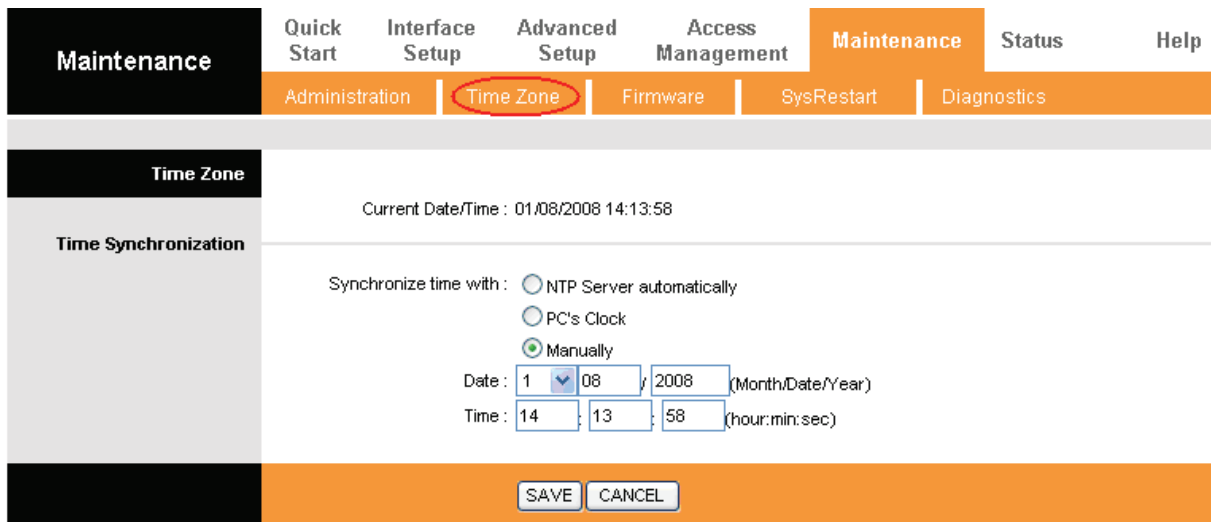 Maintenance
Quick Start
Interface Setup
Advanced Setup
Access Management
Maintenance
Status
Help
Administration
Time Zone
Firmware
SysRestart
Diagnostics
Time Zone
Current Date/Time : 01/08/2008 14:13:58
Time Synchronization
Synchronize time with : NTP Server automatically
PC's Clock
Manually
Date : 1 08 / 2008 (Month/Date/Year)
Time : 14 : 13 : 58 (hour:min:sec)
SAVE CANCEL